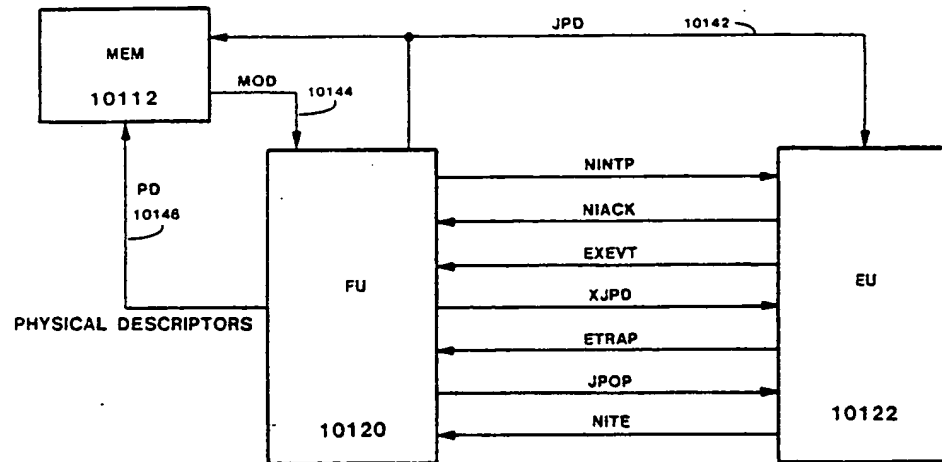 JPD
10142
MEM
10112
MOD
10144
PD
10146
PHYSICAL DESCRIPTORS
FU
10120
NINTP
NIACK
EXEVT
XJPD
ETRAP
JPOP
NITE
EU
10122